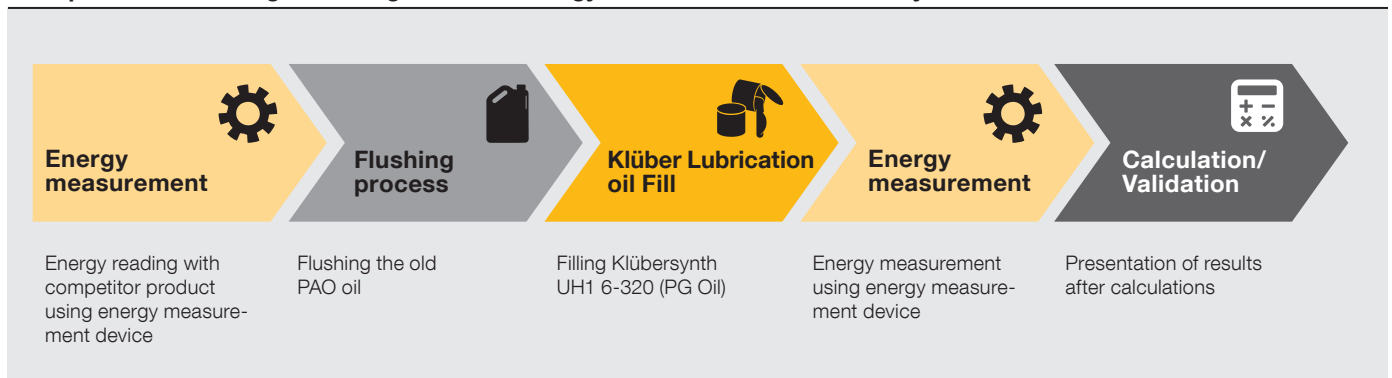 Energy
measurement
Flushing
process
Klüber Lubrication
oil Fill
Energy
measurement
Calculation/
Validation
Energy reading with
competitor product
using energy measure-
ment device
Flushing the old
PAO oil
Filling Klübersynth
UH1 6-320 (PG Oil)
Energy measurement
using energy measure-
ment device
Presentation of results
after calculations